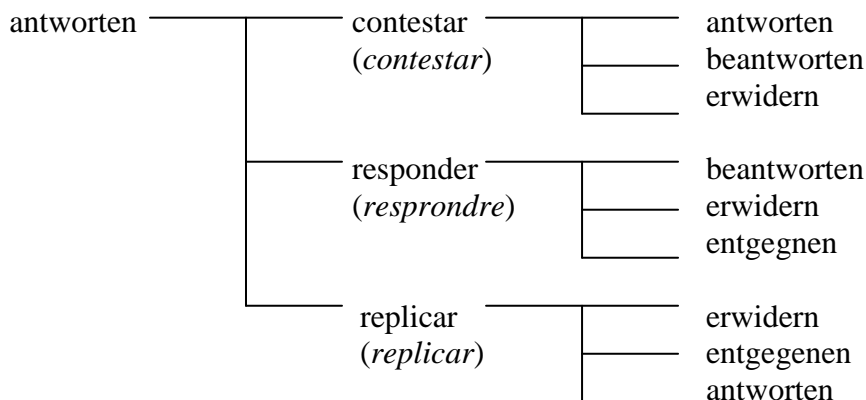 antworten contestar antworten
(contestar) beantworten
erwidern
responder beantworten
(resprondre) erwidern
entgegnen
replicar erwidern
(replicar) entgegenen
antworten